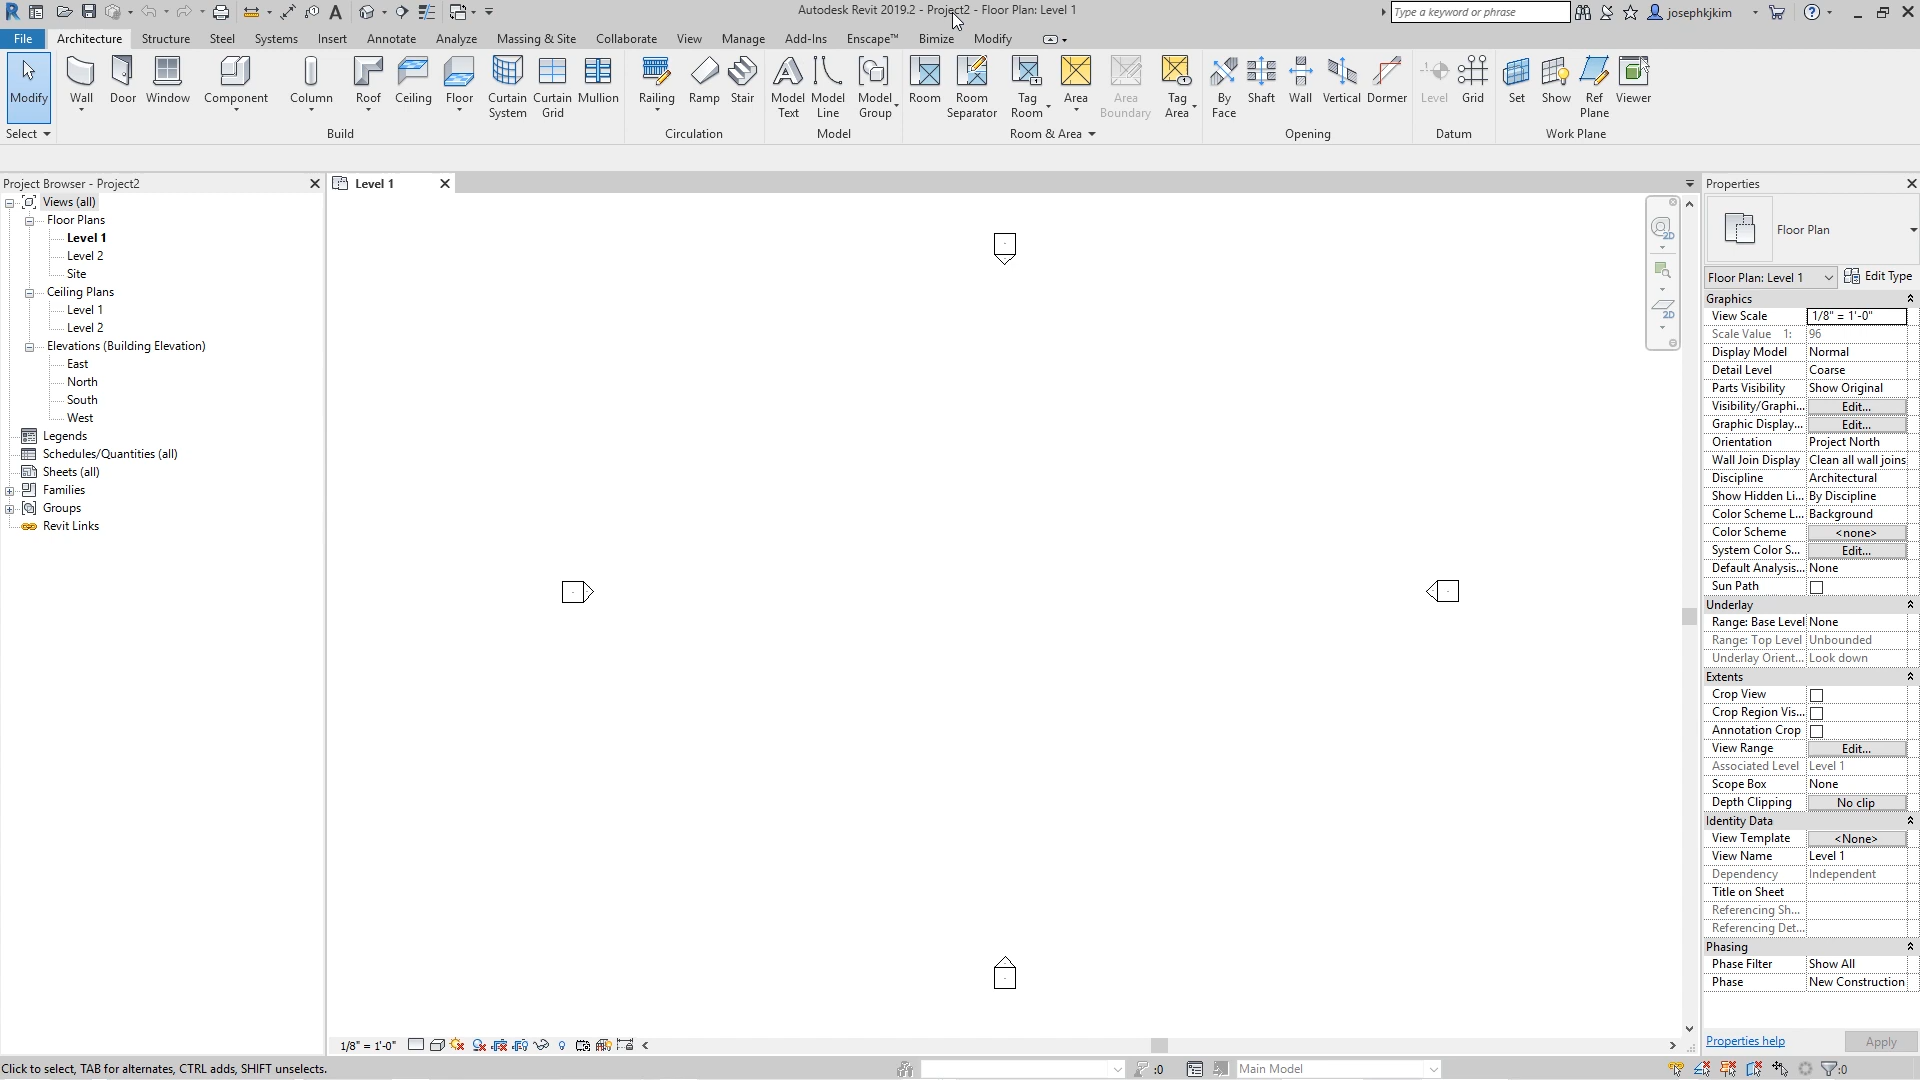 Autodesk Revit 2019.2 - Project2 - Floor Plan: Level 1
Type a keyword or phrase
josephkjkim
File Architecture Structure Steel Systems Insert Annotate Analyze Massing & Site Collaborate View Manage Add-Ins Enscape™ Bimize Modify
Modify Wall Door Window Component Column Roof Ceiling Floor Curtain System Curtain Grid Mullion Railing Ramp Stair Model Text Model Line Model Group Room Room Separator Tag Room Area Area Boundary Tag Area By Face Shaft Wall Vertical Dormer Level Grid Set Show Ref Plane Viewer
Select Build Circulation Model Room & Area Opening Datum Work Plane
Project Browser - Project2
Views (all)
Floor Plans
Level 1
Level 2
Site
Ceiling Plans
Level 1
Level 2
Elevations (Building Elevation)
East
North
South
West
Legends
Schedules/Quantities (all)
Sheets (all)
Families
Groups
Revit Links
Level 1
2D
2D
Properties
Floor Plan
Floor Plan: Level 1 Edit Type
Graphics
View Scale 1/8" = 1'-0"
Scale Value 1: 96
Display Model Normal
Detail Level Coarse
Parts Visibility Show Original
Visibility/Graphi... Edit...
Graphic Display... Edit...
Orientation Project North
Wall Join Display Clean all wall joins
Discipline Architectural
Show Hidden Li... By Discipline
Color Scheme L... Background
Color Scheme <none>
System Color S... Edit...
Default Analysis... None
Sun Path
Underlay
Range: Base Level None
Range: Top Level Unbounded
Underlay Orient... Look down
Extents
Crop View
Crop Region Vis...
Annotation Crop
View Range Edit...
Associated Level Level 1
Scope Box None
Depth Clipping No clip
Identity Data
View Template <None>
View Name Level 1
Dependency Independent
Title on Sheet
Referencing Sh...
Referencing Det...
Phasing
Phase Filter Show All
Phase New Construction
Properties help Apply
1/8" = 1'-0"
Click to select, TAB for alternates, CTRL adds, SHIFT unselects.
:0
Main Model
:0